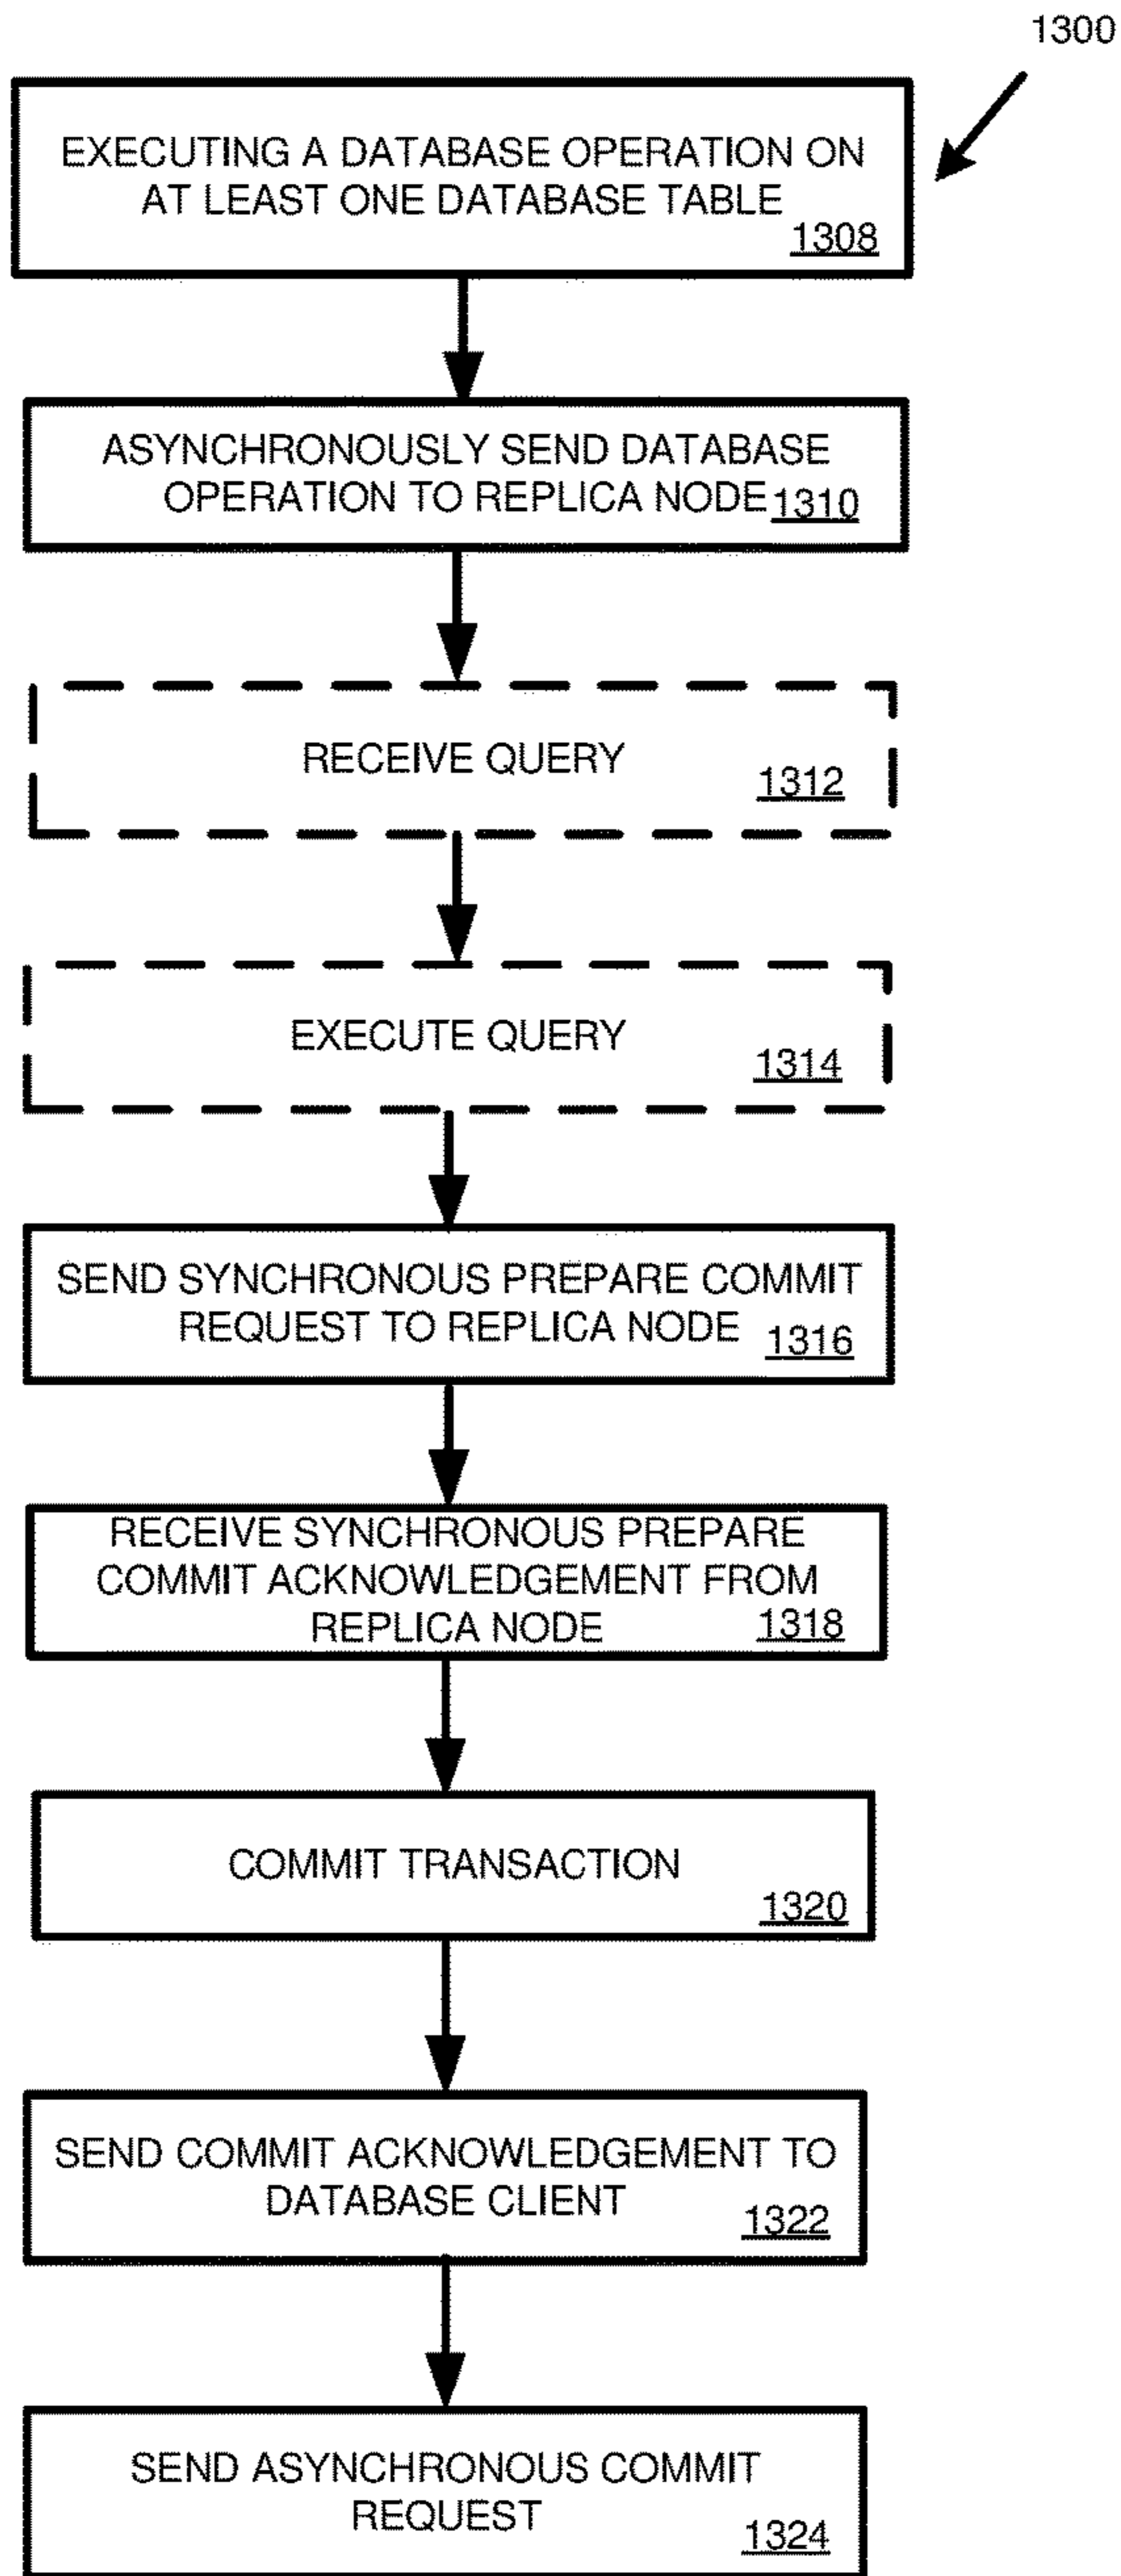 1300
EXECUTING A DATABASE OPERATION ON
AT LEAST ONE DATABASE TABLE
1308
ASYNCHRONOUSLY SEND DATABASE
OPERATION TO REPLICA NODE 1310
RECEIVE QUERY
1312
EXECUTE QUERY
1314
SEND SYNCHRONOUS PREPARE COMMIT
REQUEST TO REPLICA NODE 1316
RECEIVE SYNCHRONOUS PREPARE
COMMIT ACKNOWLEDGEMENT FROM
REPLICA NODE 1318
COMMIT TRANSACTION
1320
SEND COMMIT ACKNOWLEDGEMENT TO
DATABASE CLIENT
1322
SEND ASYNCHRONOUS COMMIT
REQUEST
1324